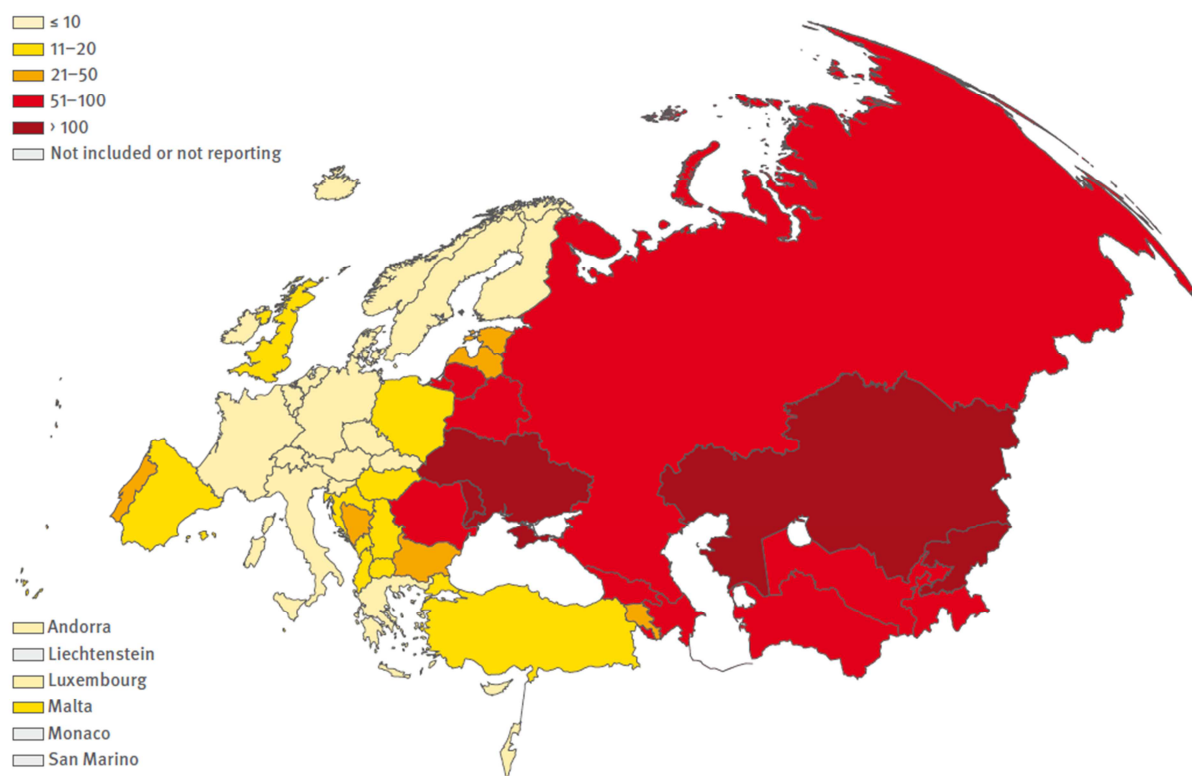 ≤ 10
11–20
21–50
51–100
> 100
Not included or not reporting
Andorra
Liechtenstein
Luxembourg
Malta
Monaco
San Marino